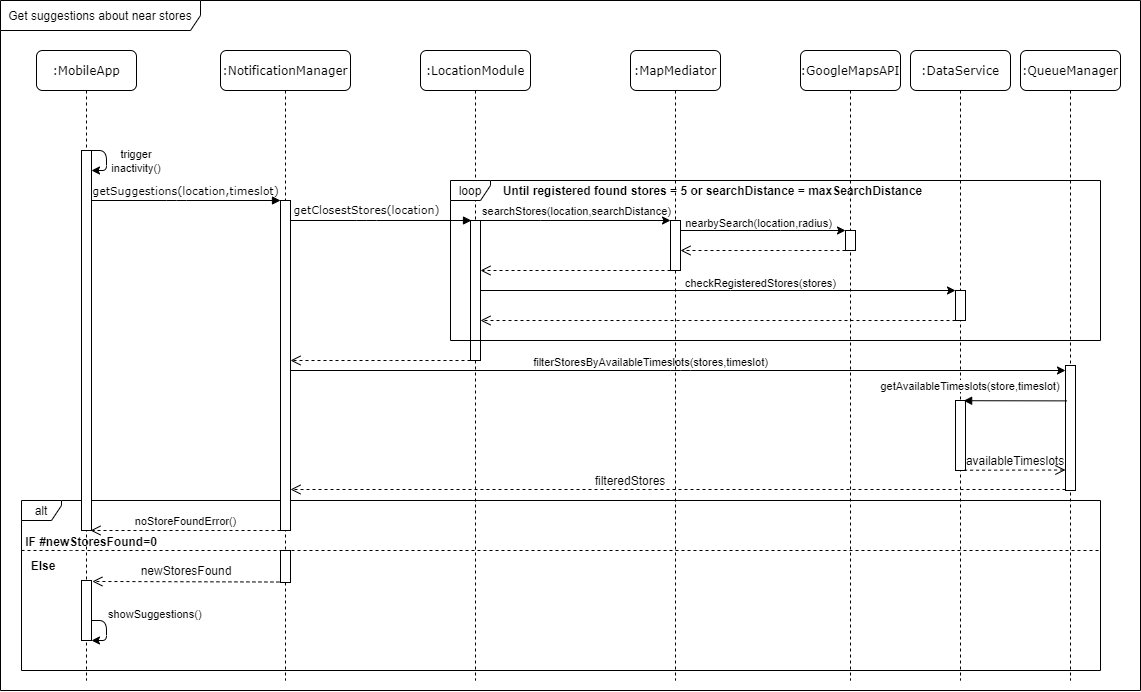 Get suggestions about near stores
:MobileApp
:NotificationManager
:LocationModule
:MapMediator
:GoogleMapsAPI
:DataService
:QueueManager
trigger
inactivity()
getSuggestions(location,timeslot)
loop
Until registered found stores = 5 or searchDistance = maxSearchDistance
getClosestStores(location)
searchStores(location,searchDistance)
nearbySearch(location,radius)
checkRegisteredStores(stores)
filterStoresByAvailableTimeslots(stores,timeslot)
getAvailableTimeslots(store,timeslot)
availableTimeslots
filteredStores
alt
noStoreFoundError()
IF #newStoresFound=0
Else
newStoresFound
showSuggestions()